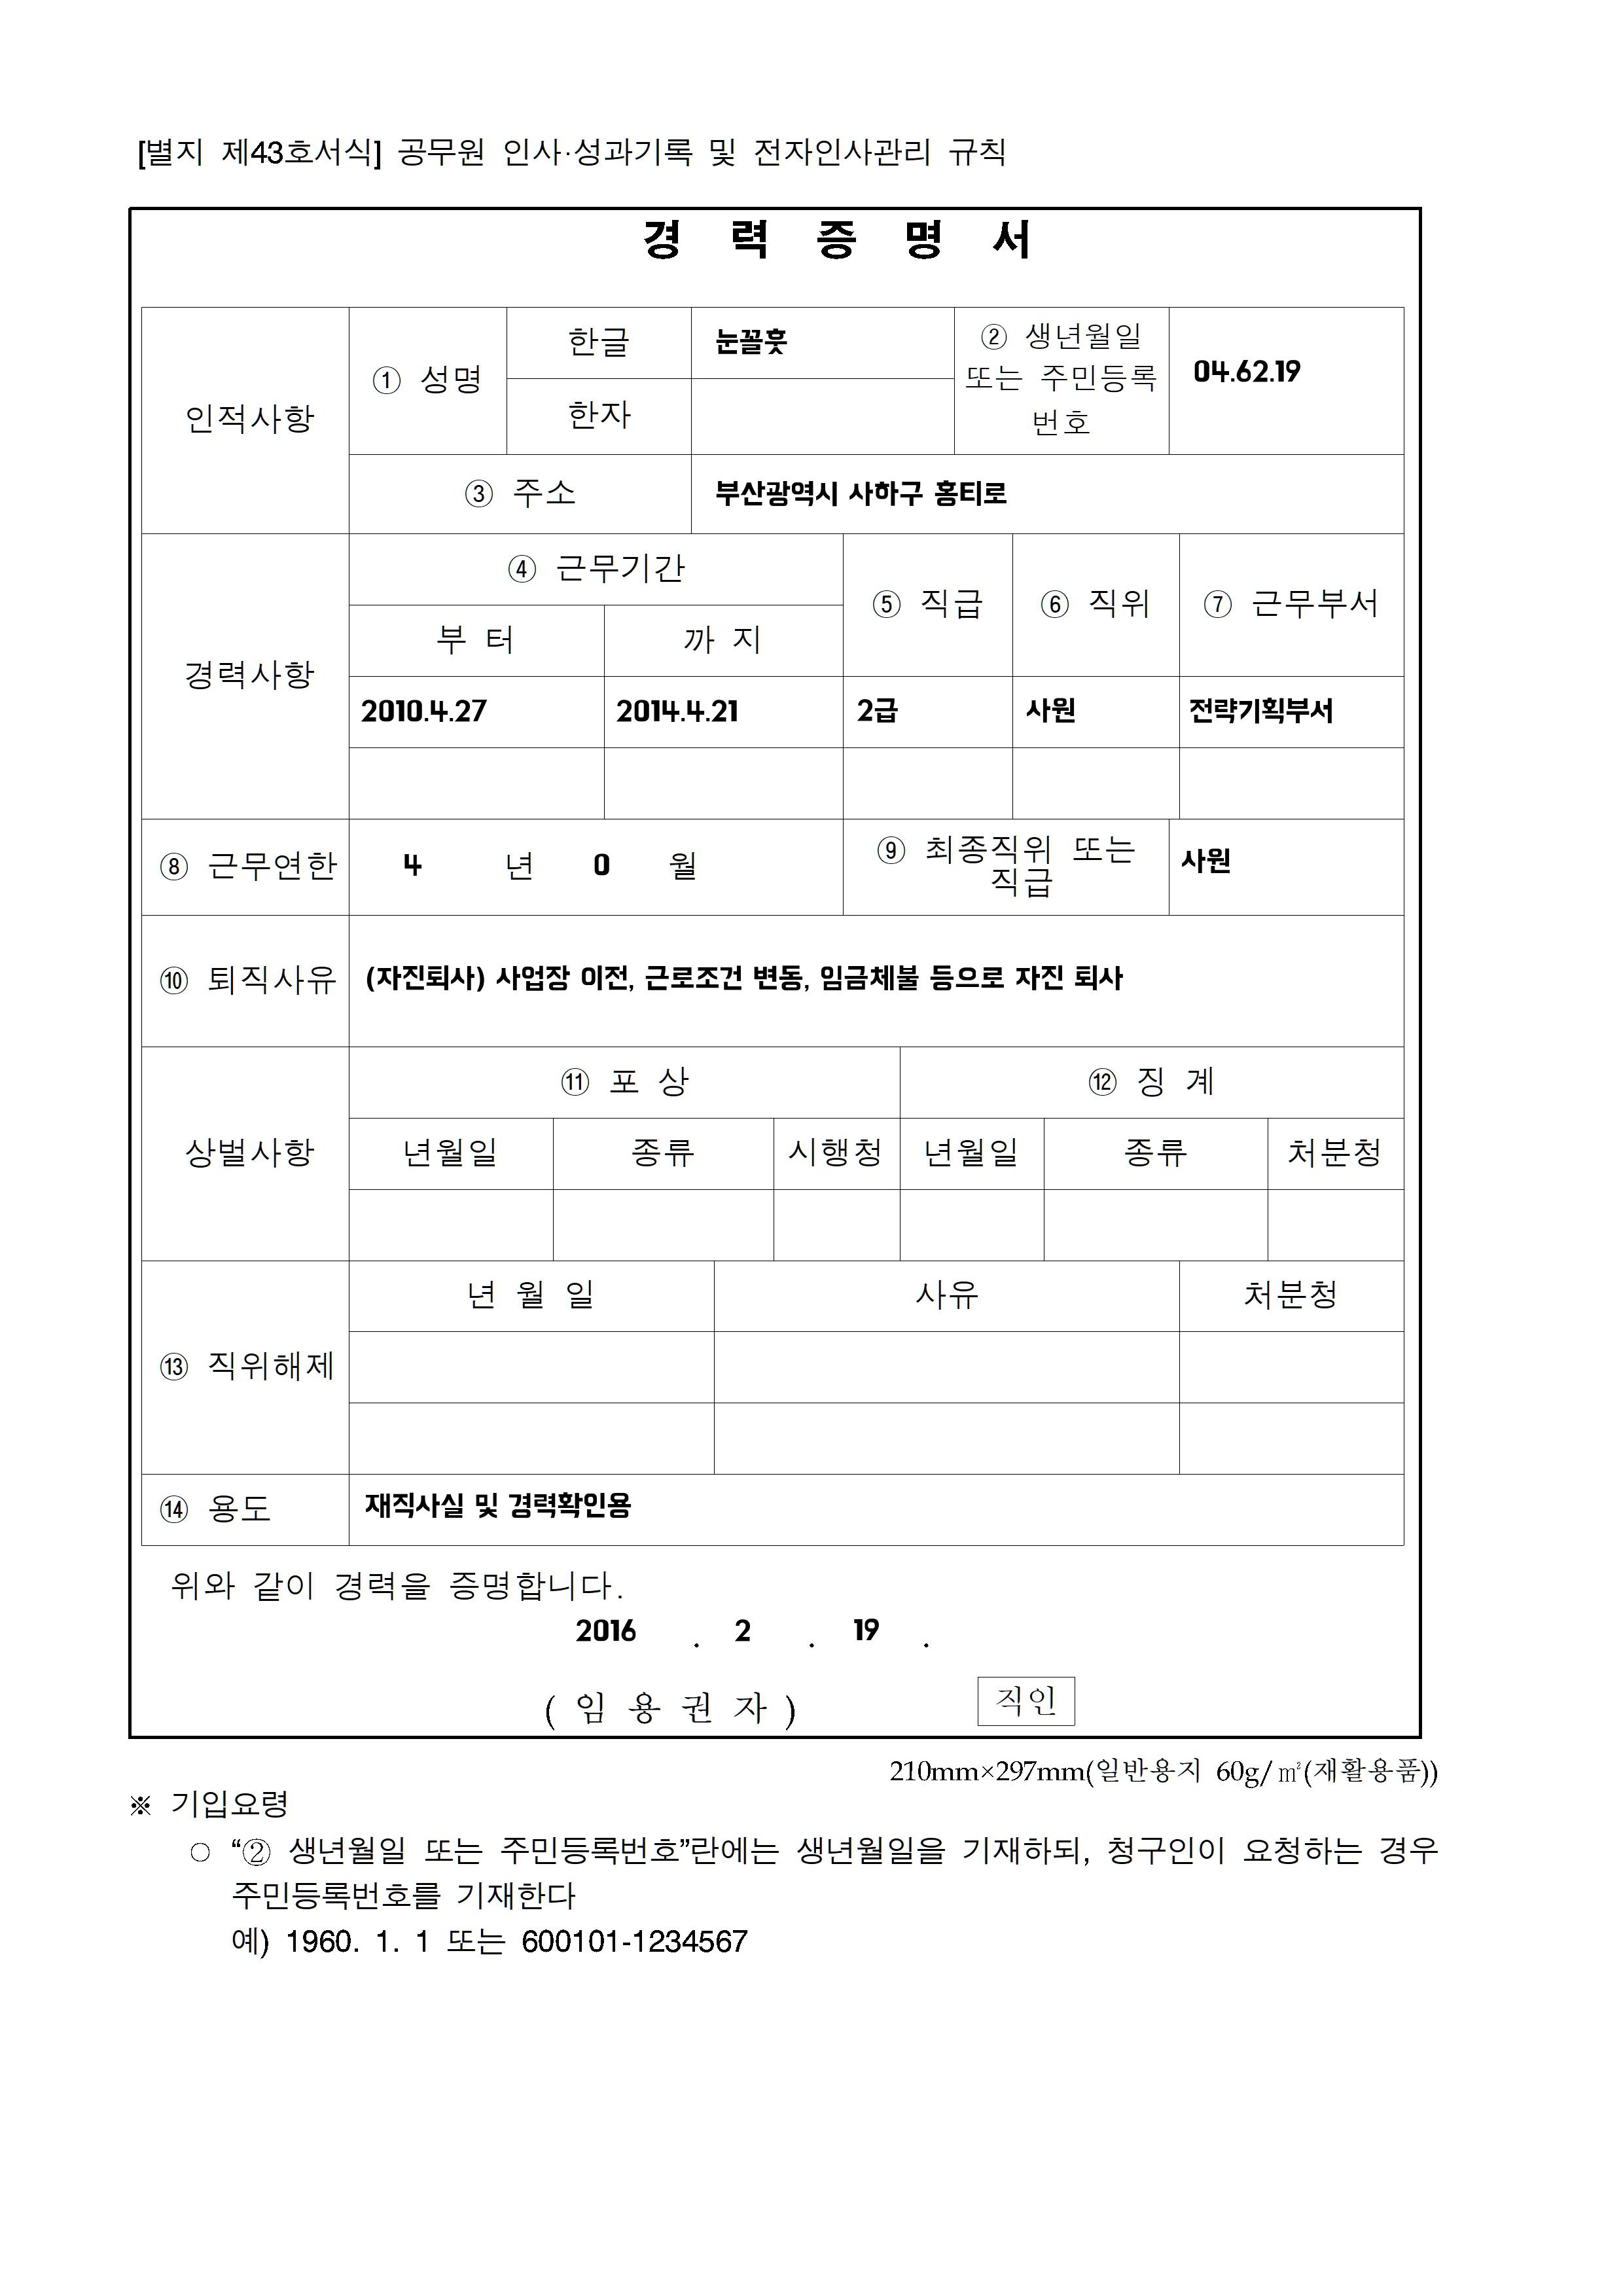 [별지 제43호서식] 공무원 인사·성과기록 및 전자인사관리 규칙
경 력 증 명 서
인적사항
① 성명
한글
눈꼴훗
② 생년월일
또는 주민등록
번호
04.62.19
한자
③ 주소
부산광역시 사하구 홍티로
경력사항
④ 근무기간
⑤ 직급
⑥ 직위
⑦ 근무부서
부 터
까 지
2010.4.27
2014.4.21
2급
사원
전략기획부서
⑧ 근무연한
4 년 0 월
⑨ 최종직위 또는
직급
사원
⑩ 퇴직사유
(자진퇴사) 사업장 이전, 근로조건 변동, 임금체불 등으로 자진 퇴사
상벌사항
⑪ 포 상
⑫ 징 계
년월일
종류
시행청
년월일
종류
처분청
⑬ 직위해제
년 월 일
사유
처분청
⑭ 용도
재직사실 및 경력확인용
위와 같이 경력을 증명합니다.
2016 . 2 . 19 .
( 임 용 권 자 )
직인
210mm×297mm(일반용지 60g/㎡(재활용품))
※ 기입요령
○ “② 생년월일 또는 주민등록번호”란에는 생년월일을 기재하되, 청구인이 요청하는 경우
주민등록번호를 기재한다
예) 1960. 1. 1 또는 600101-1234567